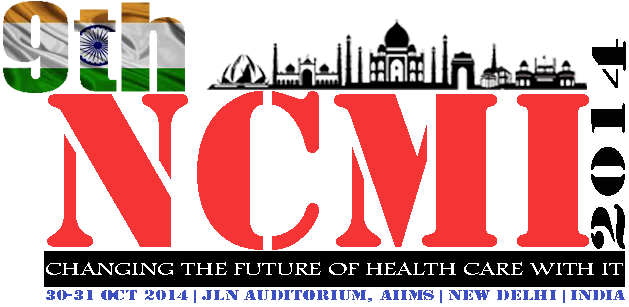 9th
NCMI
2014
CHANGING THE FUTURE OF HEALTH CARE WITH IT
30-31 OCT 2014 | JLN AUDITORIUM, AIIMS | NEW DELHI | INDIA